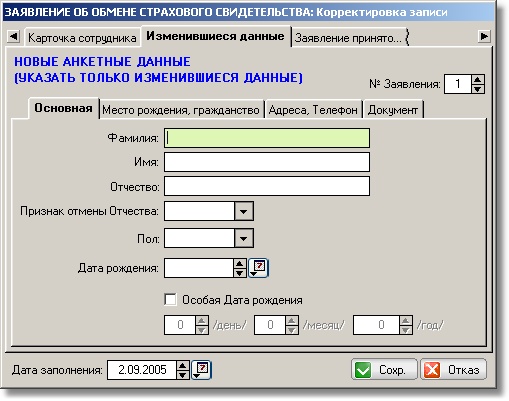 ЗАЯВЛЕНИЕ ОБ ОБМЕНЕ СТРАХОВОГО СВИДЕТЕЛЬСТВА: Корректировка записи
Карточка сотрудника Изменившиеся данные Заявление принято...
НОВЫЕ АНКЕТНЫЕ ДАННЫЕ
(УКАЗАТЬ ТОЛЬКО ИЗМЕНИВШИЕСЯ ДАННЫЕ)
№ Заявления: 1
Основная Место рождения, гражданство Адреса, Телефон Документ
Фамилия:
Имя:
Отчество:
Признак отмены Отчества:
Пол:
Дата рождения: ?
Особая Дата рождения
0 /день/ 0 /месяц/ 0 /год/
Дата заполнения: 2.09.2005 ? Сохр. Отказ